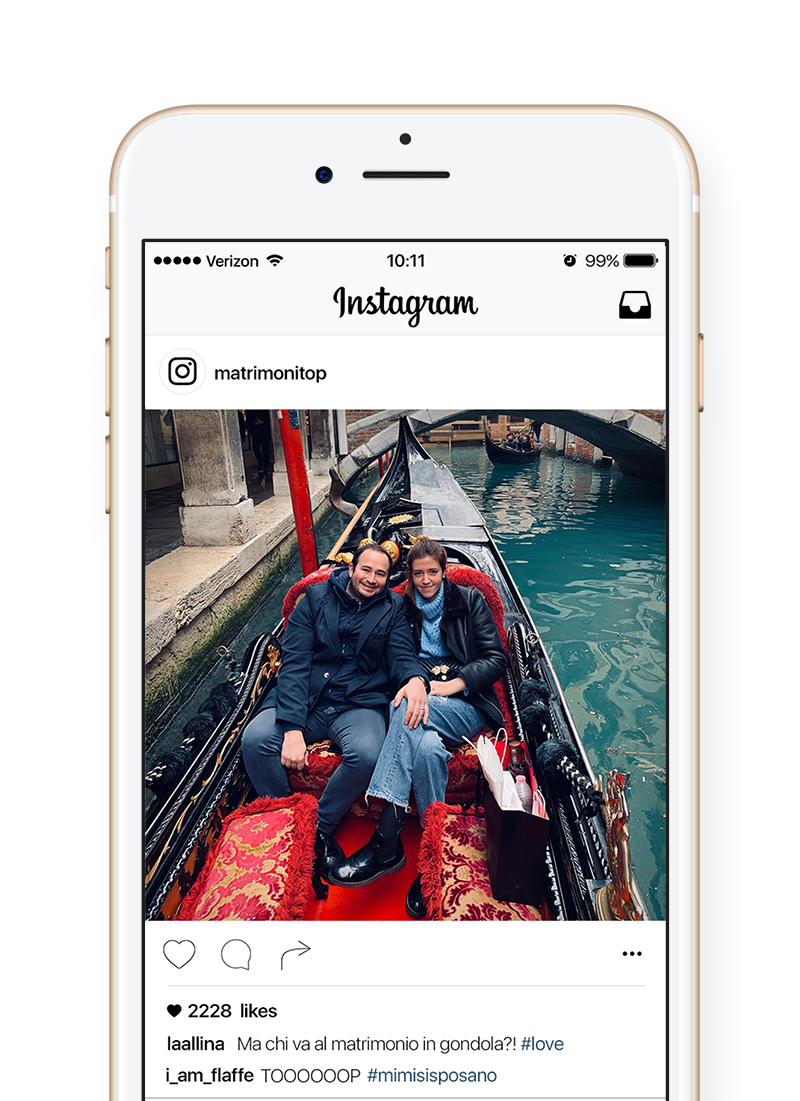 Verizon 10:11 99%
Instagram
matrimonitop
2228 likes
laallina Ma chi va al matrimonio in gondola?! #love
i_am_flaffe TOOOOOOP #mimisisposano